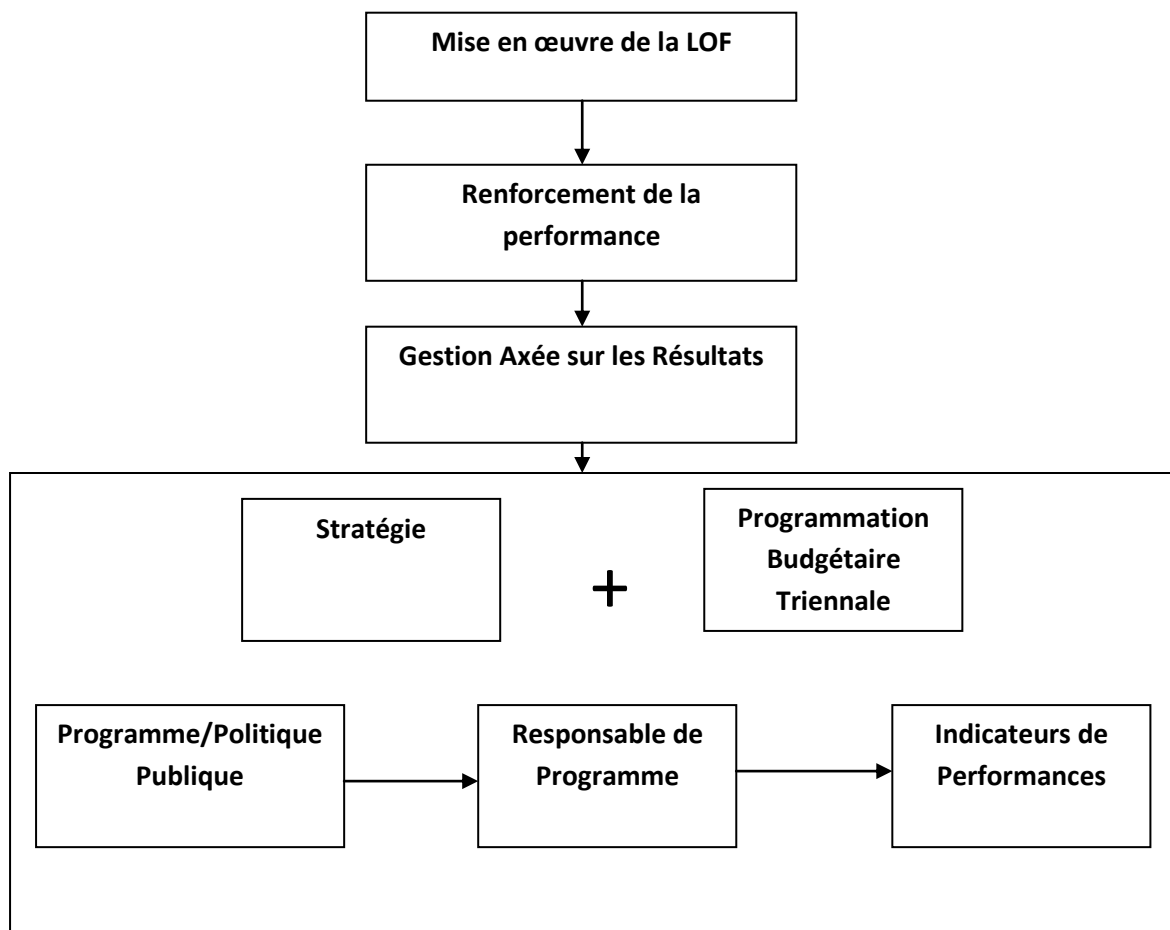 Mise en œuvre de la LOF
Renforcement de la
performance
Gestion Axée sur les Résultats
Stratégie
Programmation
Budgétaire
Triennale
+
Programme/Politique
Publique
Responsable de
Programme
Indicateurs de
Performances